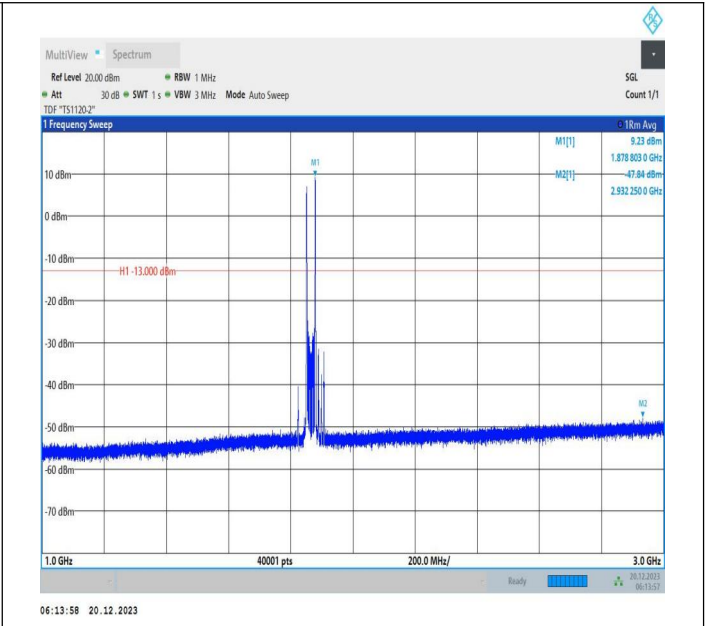 MultiView Spectrum
Ref Level 20.00 dBm RBW 1 MHz SGL
Att 30 dB SWT 1 s VBW 3 MHz Mode Auto Sweep Count 1/1
TDF "TS1120-2"
1 Frequency Sweep 1Rm Avg
M1[1] 9.23 dBm
1.878 803 0 GHz
M1
10 dBm M2[1] -47.84 dBm
2.932 250 0 GHz
0 dBm
-10 dBm
H1 -13.000 dBm
-20 dBm
-30 dBm
-40 dBm
M2
-50 dBm
-60 dBm
-70 dBm
1.0 GHz 40001 pts 200.0 MHz/ 3.0 GHz
Ready 20.12.2023
06:13:57
06:13:58 20.12.2023